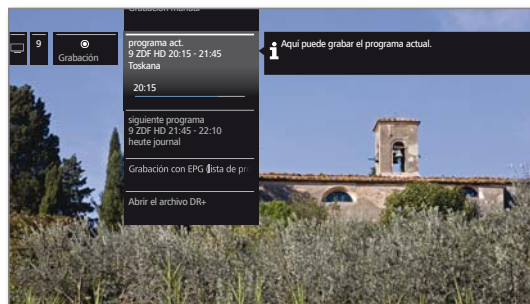 Grabación manual
9
Grabación
programa act.
9 ZDF HD 20:15 - 21:45
Toskana
20:15
siguiente programa
9 ZDF HD 21:45 - 22:10
heute journal
Grabación con EPG (lista de pr
Abrir el archivo DR+
Aquí puede grabar el programa actual.